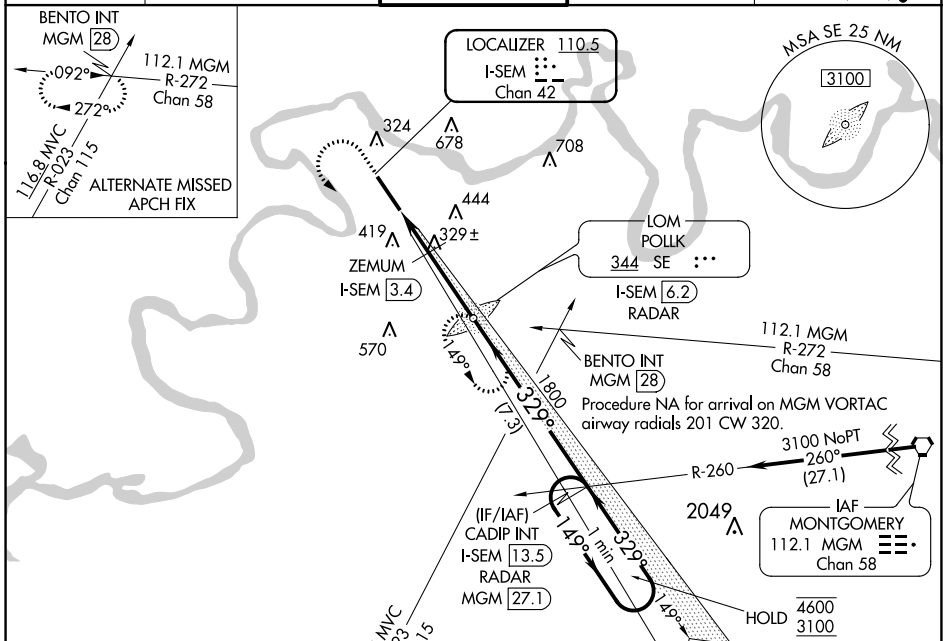 BENTO INT
MGM 28
092°
272°
112.1 MGM
R-272
Chan 58
116.8 MVC
R-023
Chan 115
ALTERNATE MISSED
APCH FIX
LOCALIZER 110.5
I-SEM
Chan 42
MSA SE 25 NM
3100
324
678
708
444
419
329±
ZEMUM
I-SEM 3.4
570
LOM
POLLK
344 SE
I-SEM 6.2
RADAR
112.1 MGM
R-272
Chan 58
BENTO INT
MGM 28
Procedure NA for arrival on MGM VORTAC
airway radials 201 CW 320.
149°
(7.3)
1800
329°
3100 NoPT
260°
(27.1)
R-260
2049
IAF
MONTGOMERY
112.1 MGM
Chan 58
(IF/IAF)
CADIP INT
I-SEM 13.5
RADAR
MGM 27.1
149°
1 min
329°
149°
HOLD 4600
3100
MVC